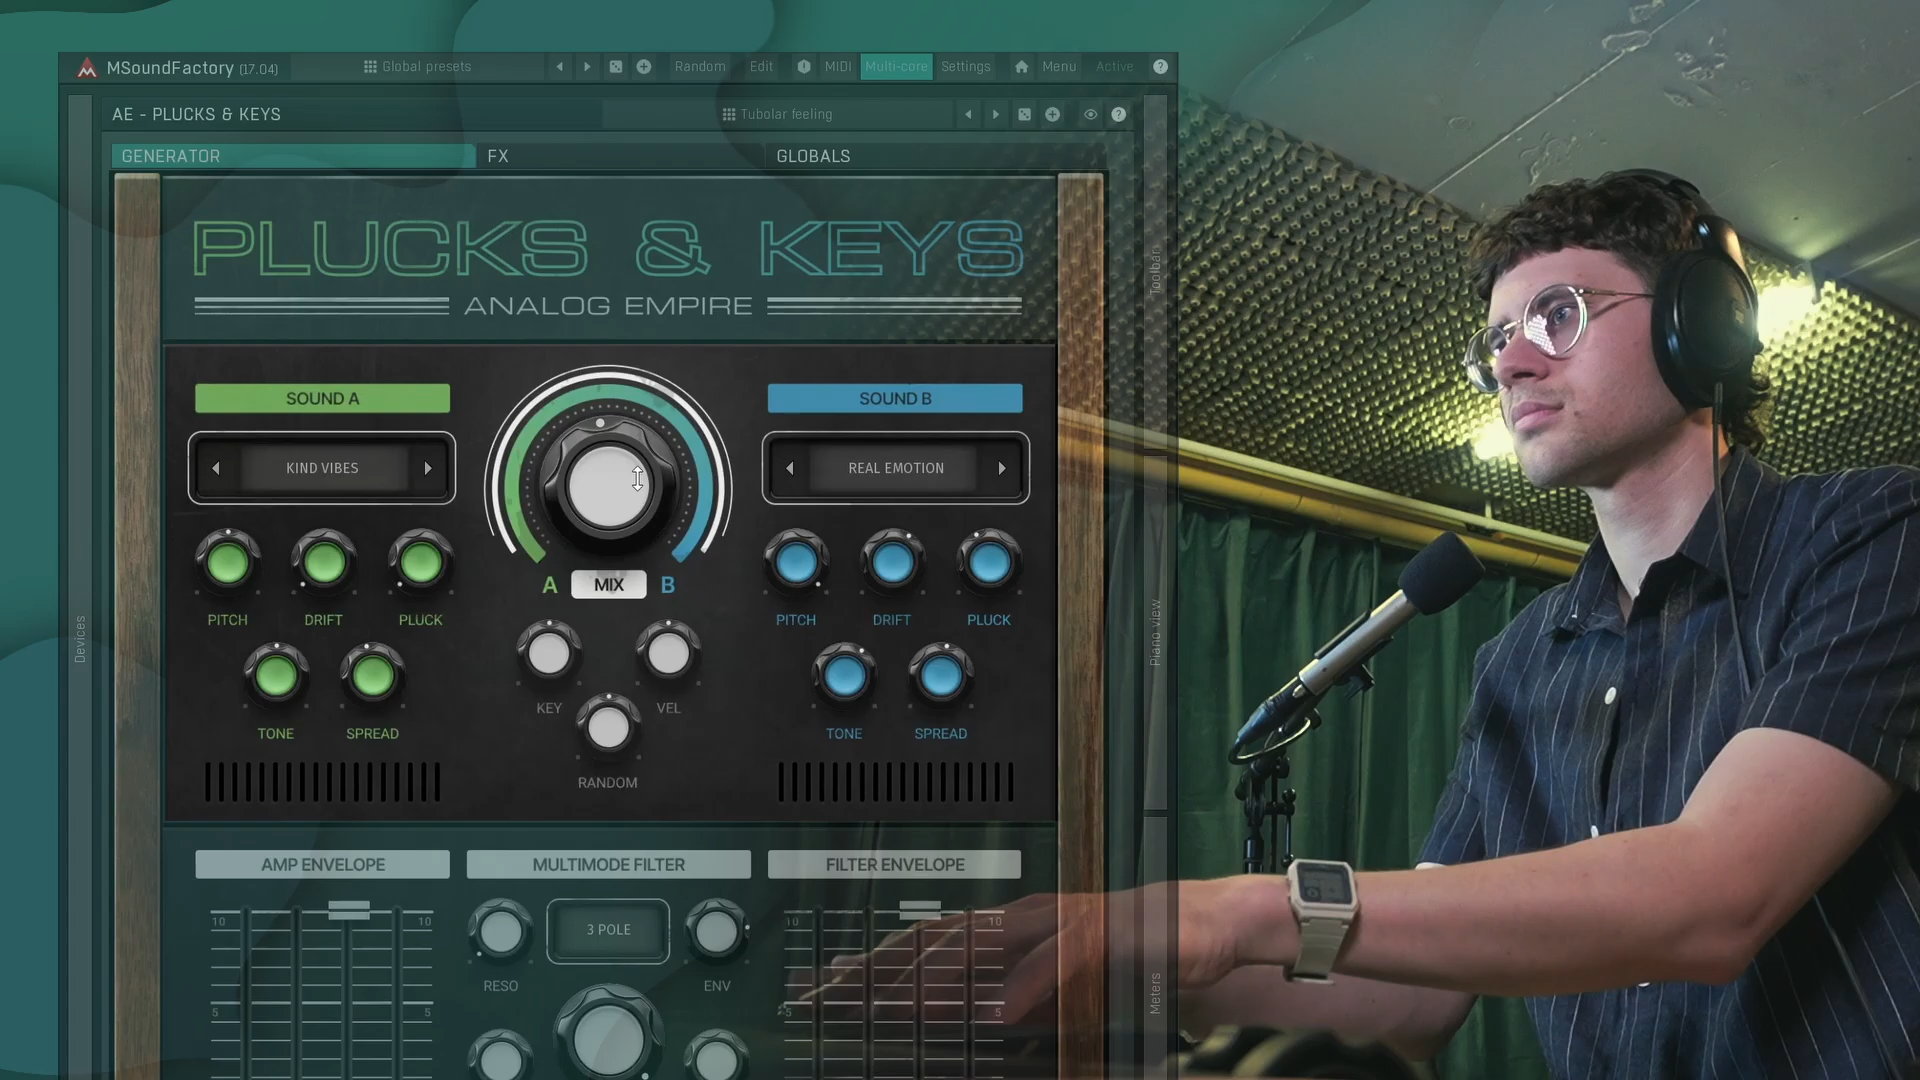 MSoundFactory (17.04) Global presets Random Edit MIDI Multi-core Settings Menu Active ?
AE - PLUCKS & KEYS Tubolar feeling ?
GENERATOR FX GLOBALS
PLUCKS & KEYS
ANALOG EMPIRE
SOUND A
SOUND B
KIND VIBES
REAL EMOTION
A MIX B
PITCH DRIFT PLUCK
PITCH DRIFT PLUCK
KEY VEL
TONE SPREAD
TONE SPREAD
RANDOM
AMP ENVELOPE MULTIMODE FILTER FILTER ENVELOPE
10 10
3 POLE
10 10
RESO ENV
5 5
5 5
Devices
Toolbar
Piano view
Meters